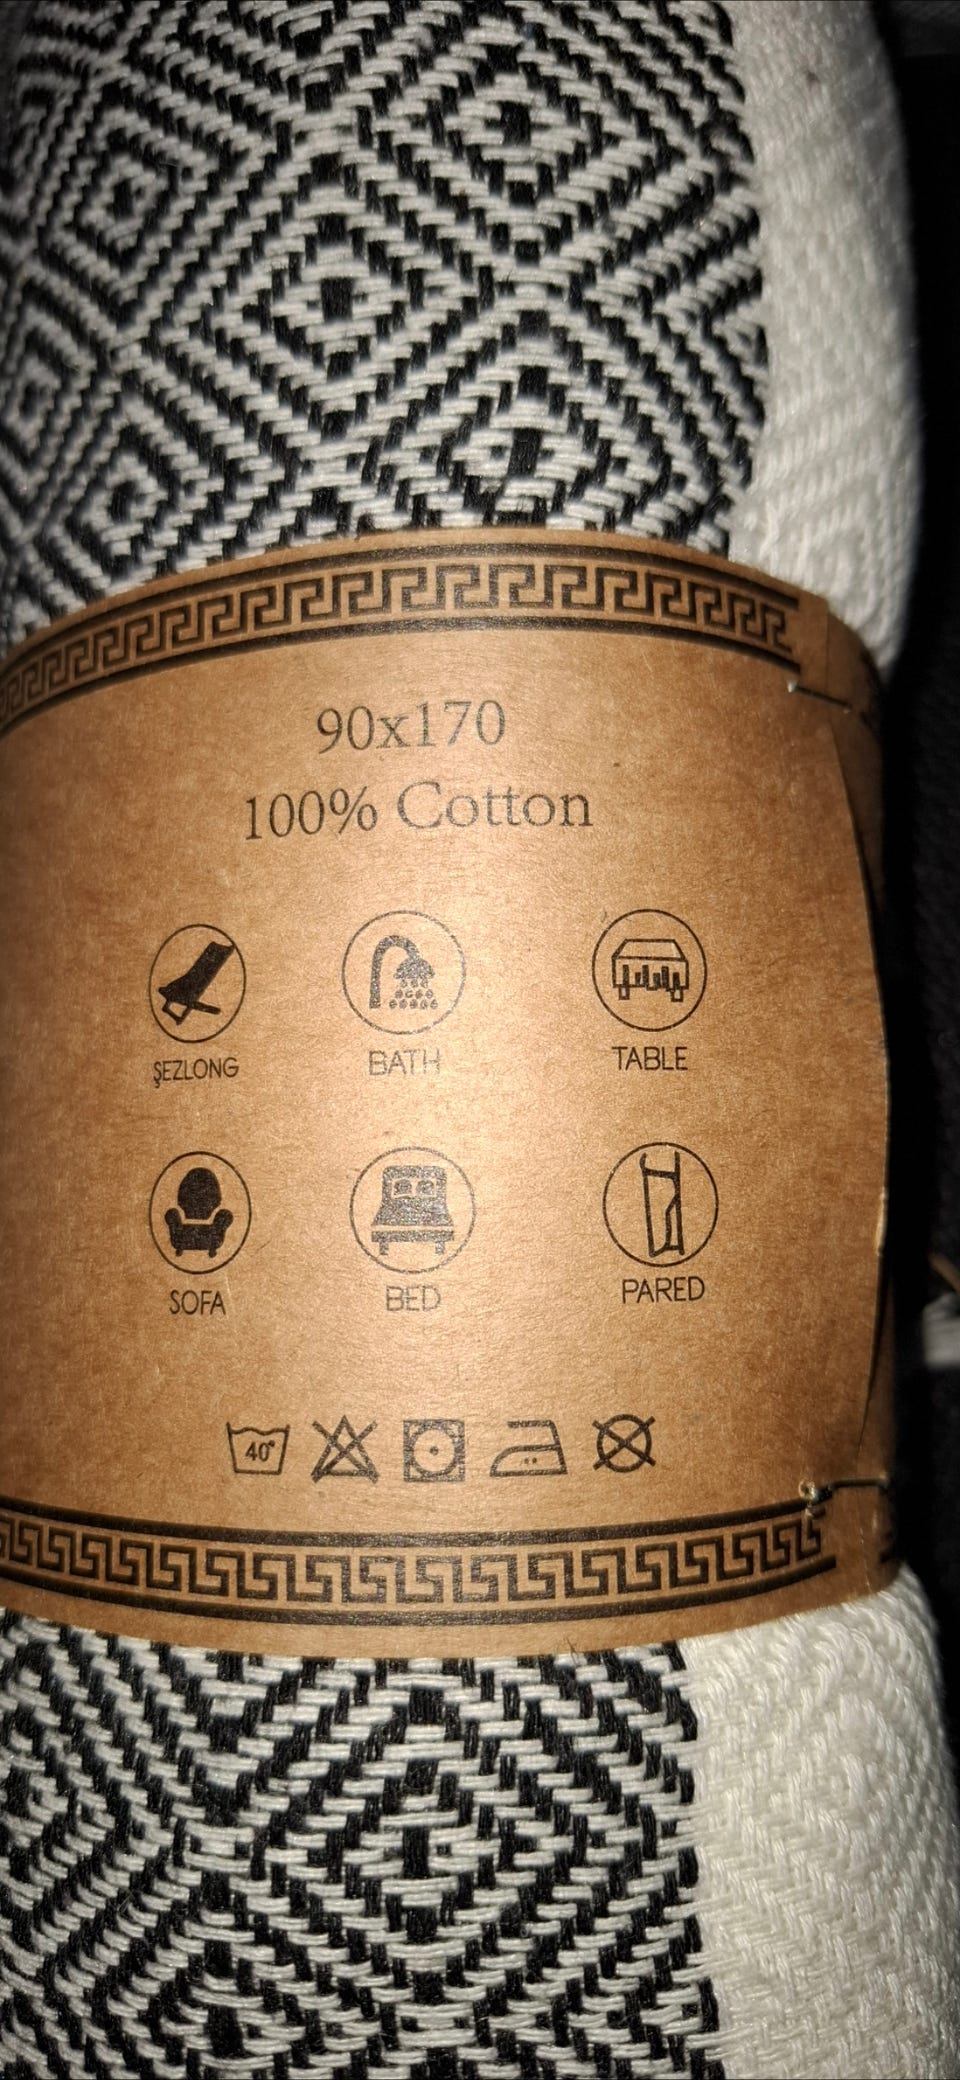 90x170
100% Cotton
ŞEZLONG BATH TABLE
SOFA BED PARED
40°